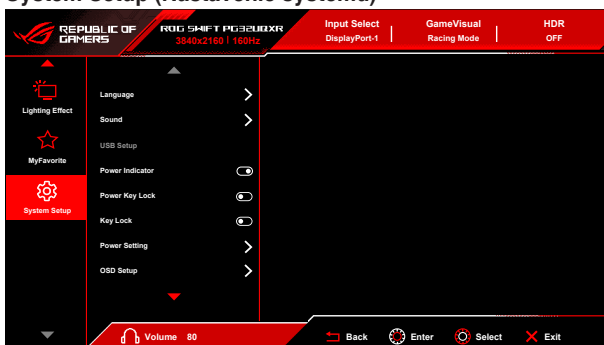 System Setup (Nastavenie systému)
REPUBLIC OF
GAMERS
ROG SWIFT PG32UQXR
3840x2160 | 160Hz
Input Select
DisplayPort-1
GameVisual
Racing Mode
HDR
OFF
Lighting Effect
MyFavorite
System Setup
Language
Sound
USB Setup
Power Indicator
Power Key Lock
Key Lock
Power Setting
OSD Setup
Volume 80
Back
Enter
Select
Exit